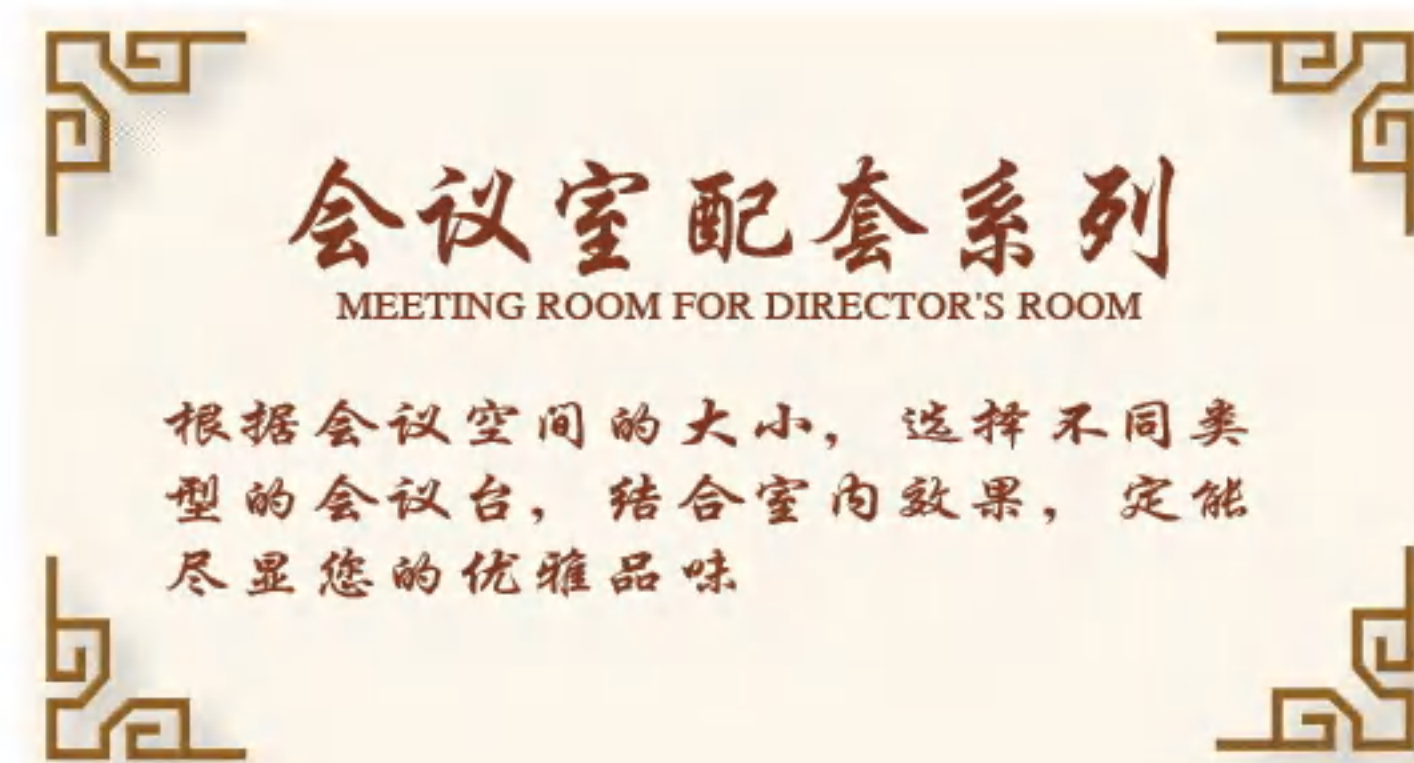 会议室配套系列
MEETING ROOM FOR DIRECTOR'S ROOM
根据会议空间的大小，选择不同类
型的会议台，结合室内效果，定能
尽显您的优雅品味